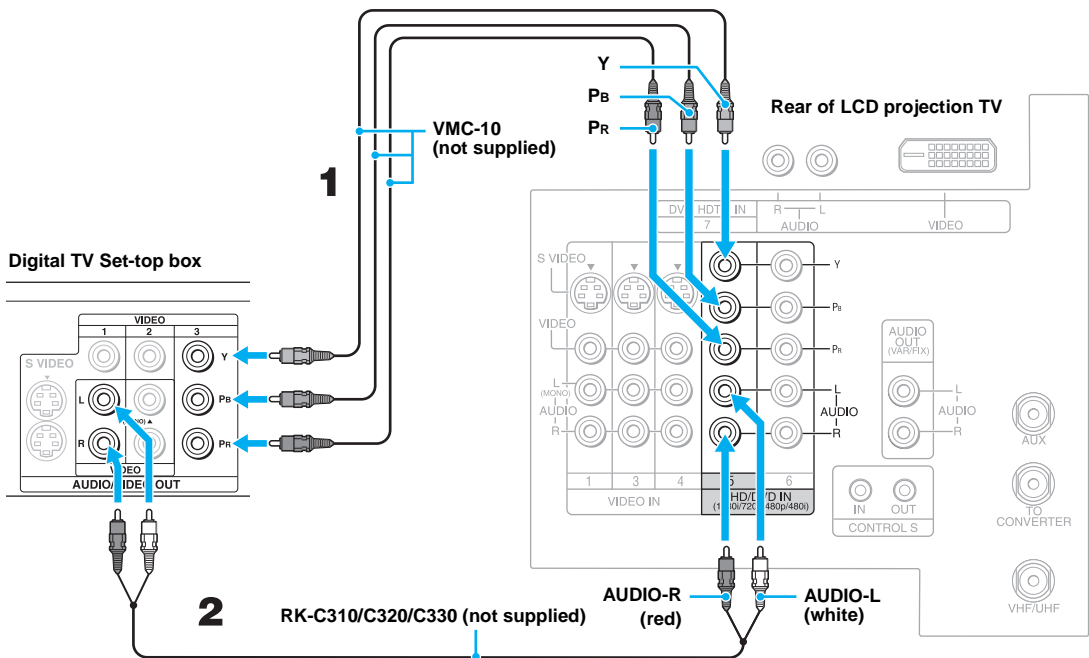 Y
PB
PR
Rear of LCD projection TV
VMC-10
(not supplied)
1
R L
AUDIO
VIDEO
IN
7
Digital TV Set-top box
VIDEO
1 2 3
S VIDEO
Y
L
PB
R
PR
AUDIO/VIDEO OUT
S VIDEO
VIDEO
L
(MONO)
AUDIO
R
Y
PB
PR
L
AUDIO
R
1 3 4 5 6
VIDEO IN
HD/DVD IN
AUDIO
OUT
(VAR/FIX)
L
AUDIO
R
IN OUT
CONTROL S
AUX
TO
CONVERTER
VHF/UHF
2
RK-C310/C320/C330 (not supplied)
AUDIO-R
(red)
AUDIO-L
(white)